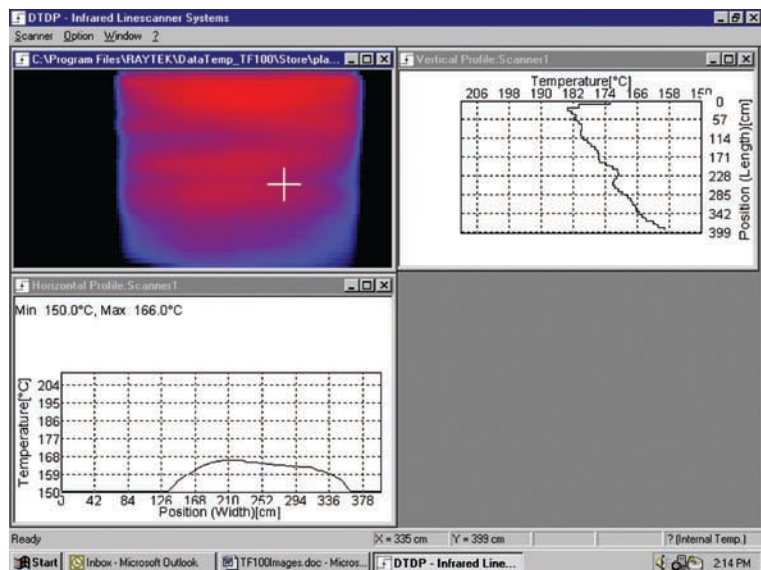 DTDP - Infrared Linescanner Systems
Scanner Option Window ?
C:\Program Files\RAYTEK\DataTemp_TF100\Store\pla...
Vertical Profile:Scanner1
Temperature[°C]
206 198 190 182 174 166 158 150
0
57
114
171
228
285
342
399
Position (Length)[cm]
Horizontal Profile:Scanner1
Min 150.0°C, Max 166.0°C
Temperature[°C]
204
195
186
177
168
159
150
0 42 84 126 168 210 252 294 336 378
Position (Width)[cm]
Ready X = 335 cm Y = 399 cm ? (Internal Temp.)
Start Inbox - Microsoft Outlook. TF100Images.doc - Micros... DTDP - Infrared Line... 2:14 PM